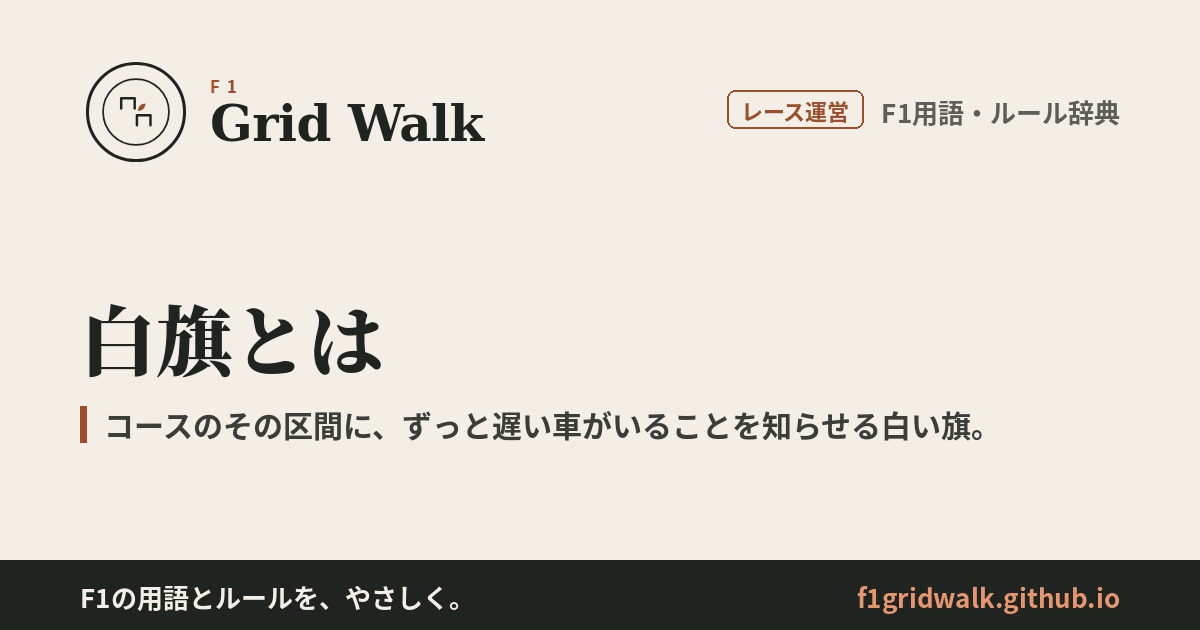 F1
Grid Walk
レース運営
F1用語・ルール辞典
白旗とは
コースのその区間に、ずっと遅い車がいることを知らせる白い旗。
F1の用語とルールを、やさしく。
f1gridwalk.github.io